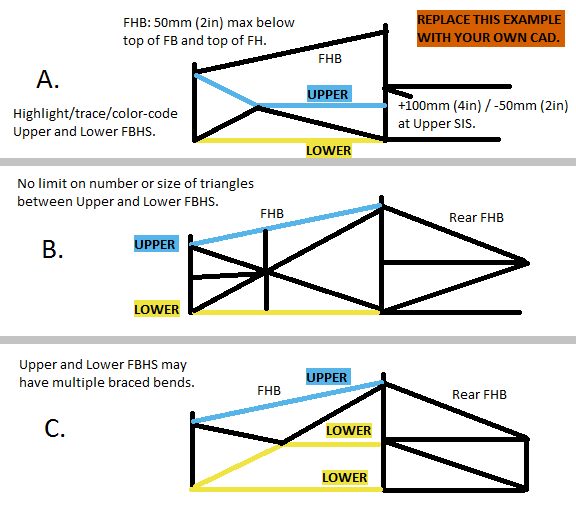 FHB: 50mm (2in) max below
top of FB and top of FH.
REPLACE THIS EXAMPLE
WITH YOUR OWN CAD.
FHB
A.
UPPER
Highlight/trace/color-code
Upper and Lower FBHS.
+100mm (4in) / -50mm (2in)
at Upper SIS.
LOWER
No limit on number or size of triangles
between Upper and Lower FBHS.
FHB
Rear FHB
B.
UPPER
LOWER
Upper and Lower FBHS may
have multiple braced bends.
UPPER
FHB
Rear FHB
C.
LOWER
LOWER